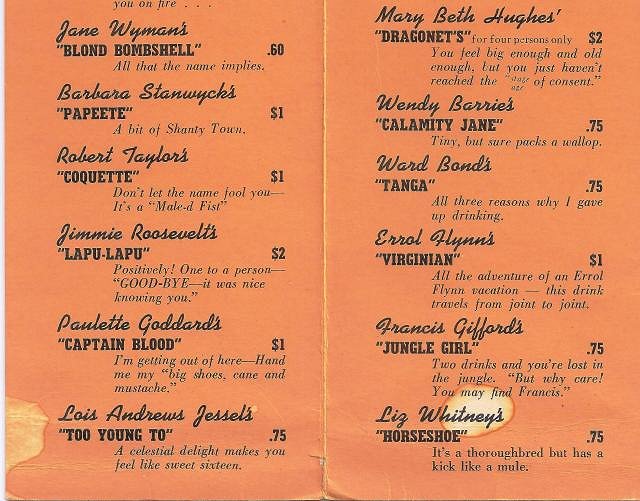 you on fire . . .
Jane Wyman's
"BLOND BOMBSHELL" .60
All that the name implies.
Barbara Stanwyck's
"PAPEETE" $1
A bit of Shanty Town.
Robert Taylor's
"COQUETTE" $1
Don't let the name fool you—
It's a "Male-d Fist"
Jimmie Roosevelt's
"LAPU-LAPU" $2
Positively! One to a person—
"GOOD-BYE—it was nice
knowing you."
Paulette Goddard's
"CAPTAIN BLOOD" $1
I'm getting out of here—Hand
me my "big shoes, cane and
mustache."
Lois Andrews Jessel's
"TOO YOUNG TO" .75
A celestial delight makes you
feel like sweet sixteen.
Mary Beth Hughes'
"DRAGONET'S" for four persons only $2
You feel big enough and old
enough, but you just haven't
reached the "stage
age of consent."
Wendy Barrie's
"CALAMITY JANE" .75
Tiny, but sure packs a wallop.
Ward Bond's
"TANGA" .75
All three reasons why I gave
up drinking.
Errol Flynn's
"VIRGINIAN" $1
All the adventure of an Errol
Flynn vacation — this drink
travels from joint to joint.
Francis Gifford's
"JUNGLE GIRL" .75
Two drinks and you're lost in
the jungle. "But why care!
You may find Francis."
Liz Whitney's
"HORSESHOE" .75
It's a thoroughbred but has a
kick like a mule.